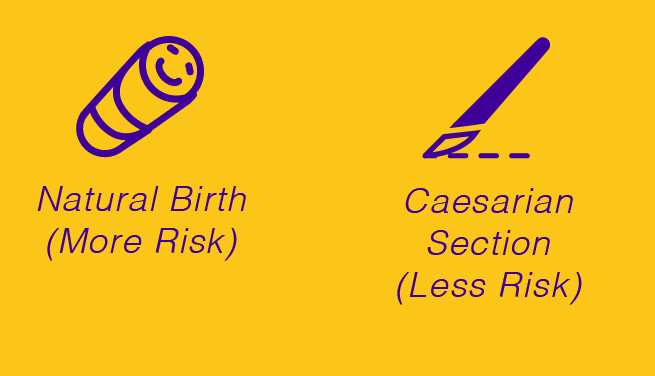 Natural Birth
(More Risk)
Caesarian
Section
(Less Risk)